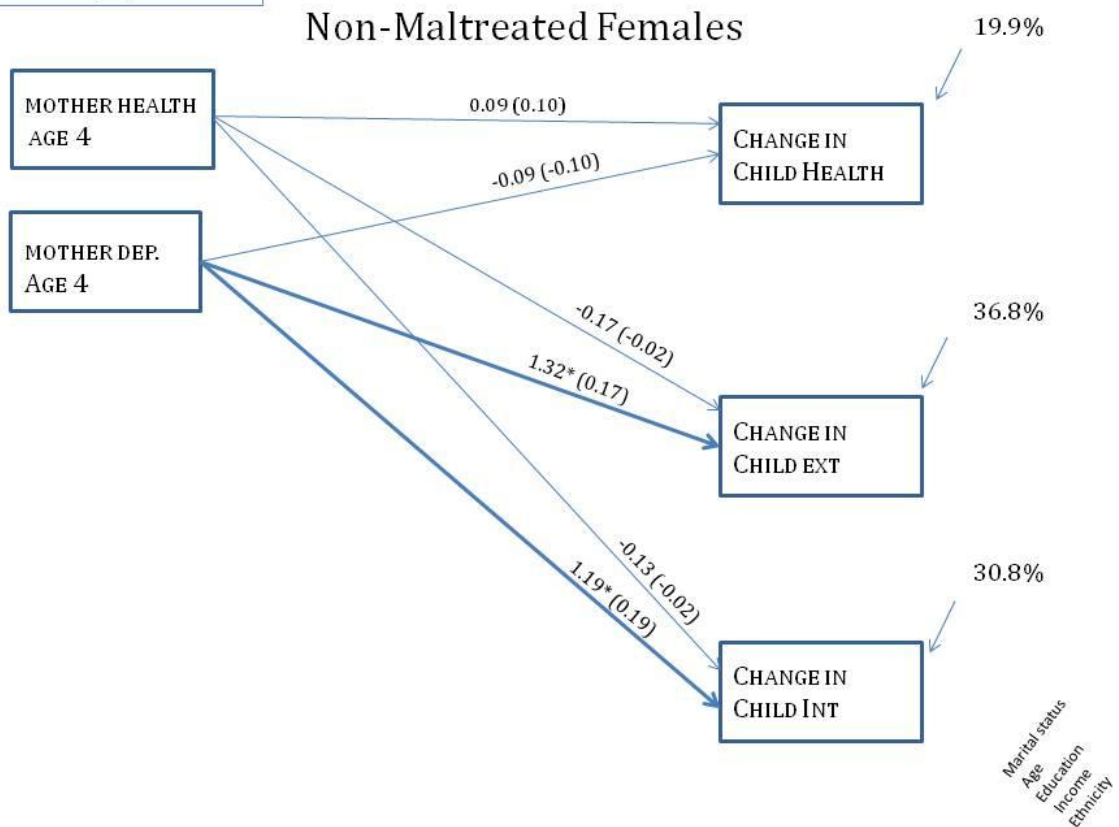 Non-Maltreated Females
19.9%
MOTHER HEALTH
AGE 4
0.09 (0.10)
CHANGE IN
CHILD HEALTH
-0.09 (-0.10)
MOTHER DEP.
AGE 4
36.8%
-0.17 (-0.02)
1.32* (0.17)
CHANGE IN
CHILD EXT
30.8%
-0.13 (-0.02)
1.19* (0.19)
CHANGE IN
CHILD INT
Marital status
Age
Education
Income
Ethnicity